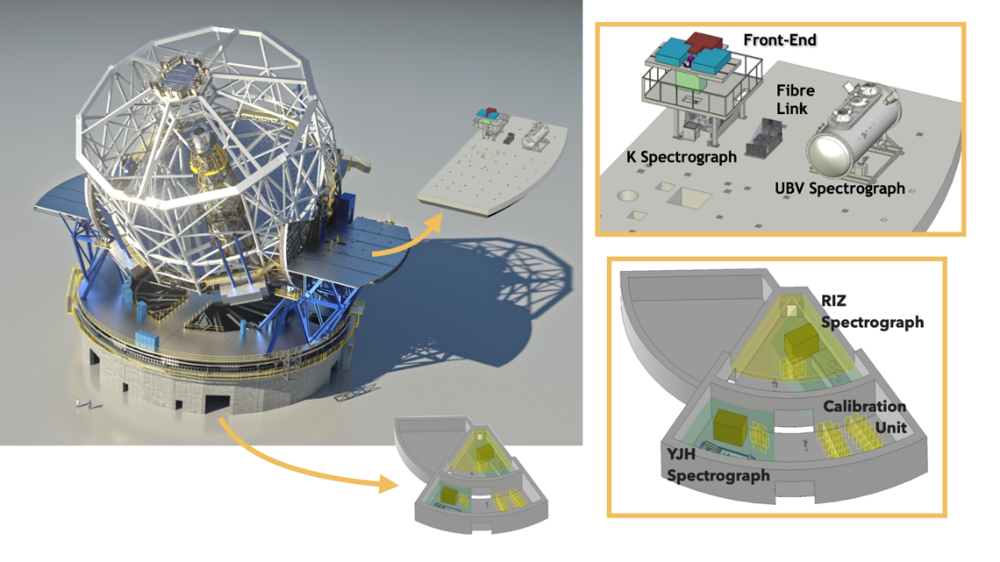 Front-End
Fibre
Link
K Spectrograph
UBV Spectrograph
RIZ
Spectrograph
Calibration
Unit
YJH
Spectrograph